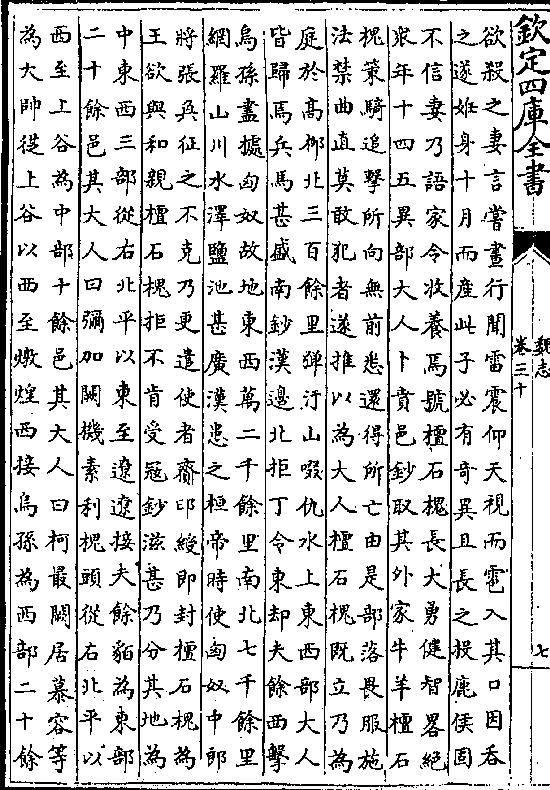 欽定四庫全書
魏志
卷三十
七
欲殺之妻言嘗晝行聞雷震仰天視而雹入其口因吞
之遂姙身十月而産此子必有奇異且長之投鹿侯固
不信妻乃語家令收養焉號檀石槐長大勇健智畧絶
衆年十四五異部大人卜賁邑鈔取其外家牛羊檀石
槐策騎追擊所向無前悉還得所亡由是部落畏服施
法禁曲直莫敢犯者遂推以為大人檀石槐既立乃為
庭於髙栁北三百餘里彈汙山啜仇水上東西部大人
皆歸焉兵馬甚盛南鈔漢邊北拒丁令東却夫餘西擊
烏孫盡據匈奴故地東西萬二千餘里南北七千餘里
網羅山川水澤鹽池甚廣漢患之桓帝時使匈奴中郎
將張奐征之不克乃更遣使者齎印綬即封檀石槐為
王欲與和親檀石槐拒不肯受宼鈔滋甚乃分其地為
中東西三部從右北平以東至遼遼接夫餘貊為東部
二十餘邑其大人曰彌加闕機素利槐頭從右北平以
西至上谷為中部十餘邑其大人曰柯最闕居慕容等
為大帥從上谷以西至燉煌西接烏孫為西部二十餘